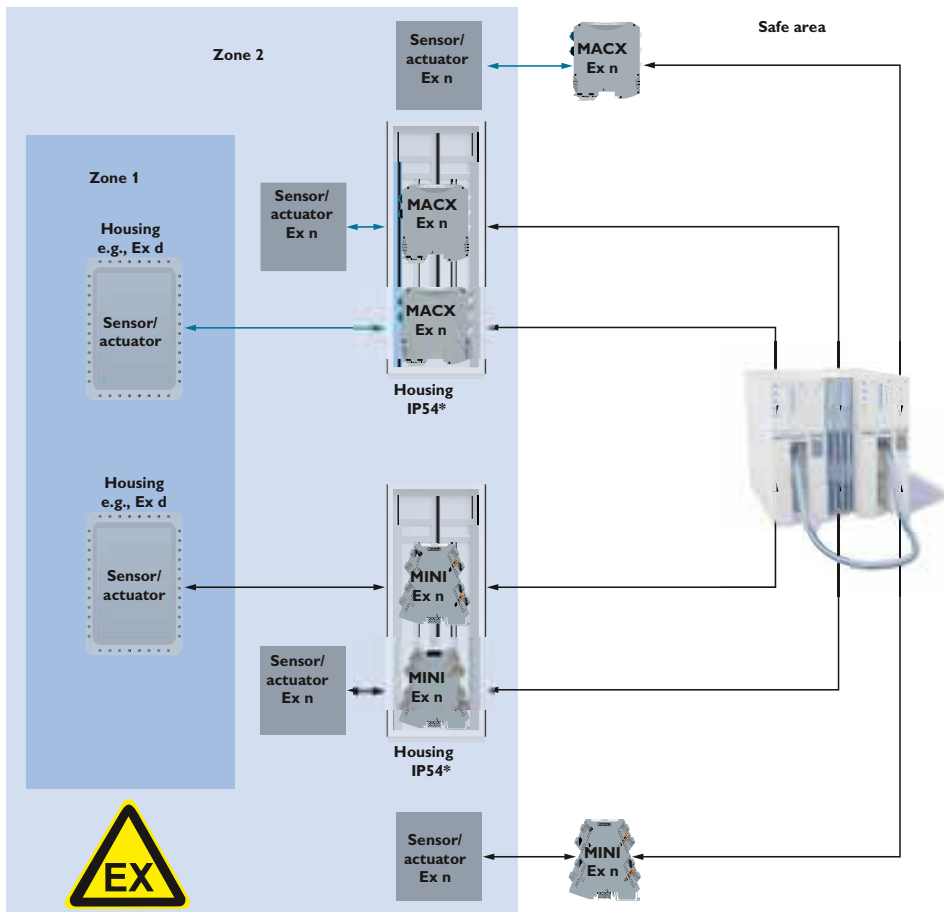 Zone 2
Sensor/
actuator
Ex n
MACX
Ex n
Safe area
Zone 1
Sensor/
actuator
Ex n
MACX
Ex n
Housing
e.g., Ex d
Sensor/
actuator
MACX
Ex n
Housing
IP54*
Housing
e.g., Ex d
Sensor/
actuator
MINI
Ex n
Sensor/
actuator
Ex n
MINI
Ex n
Housing
IP54*
Sensor/
actuator
Ex n
MINI
Ex n
EX